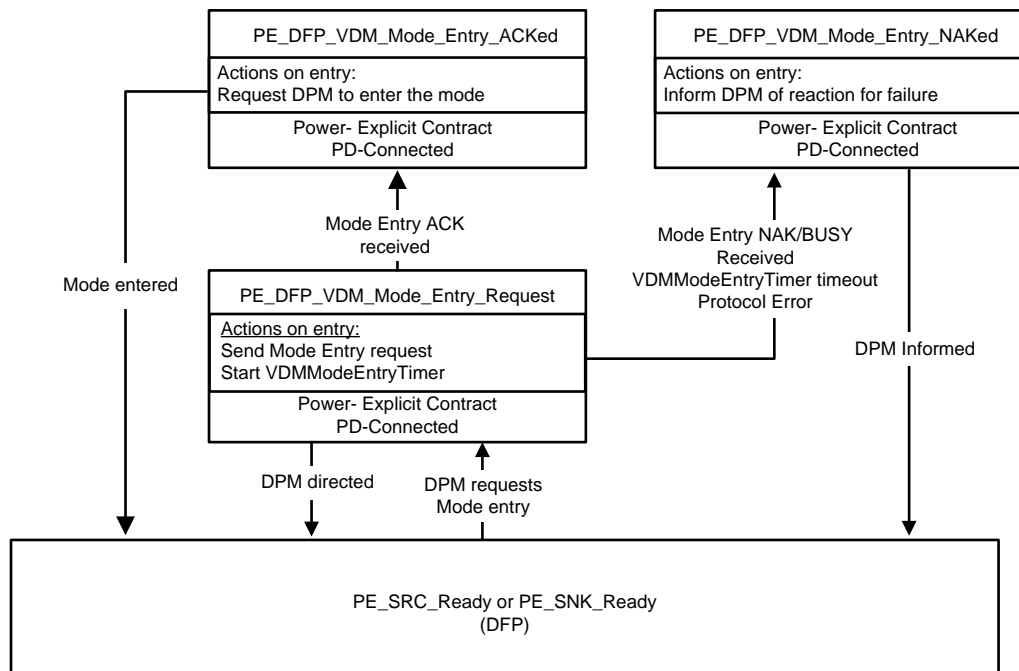 PE_DFP_VDM_Mode_Entry_ACKed
Actions on entry:
Request DPM to enter the mode
Power- Explicit Contract
PD-Connected
PE_DFP_VDM_Mode_Entry_NAKed
Actions on entry:
Inform DPM of reaction for failure
Power- Explicit Contract
PD-Connected
Mode Entry ACK
received
Mode Entry NAK/BUSY
Received
VDMModeEntryTimer timeout
Protocol Error
Mode entered
PE_DFP_VDM_Mode_Entry_Request
Actions on entry:
Send Mode Entry request
Start VDMModeEntryTimer
Power- Explicit Contract
PD-Connected
DPM Informed
DPM directed
DPM requests
Mode entry
PE_SRC_Ready or PE_SNK_Ready
(DFP)